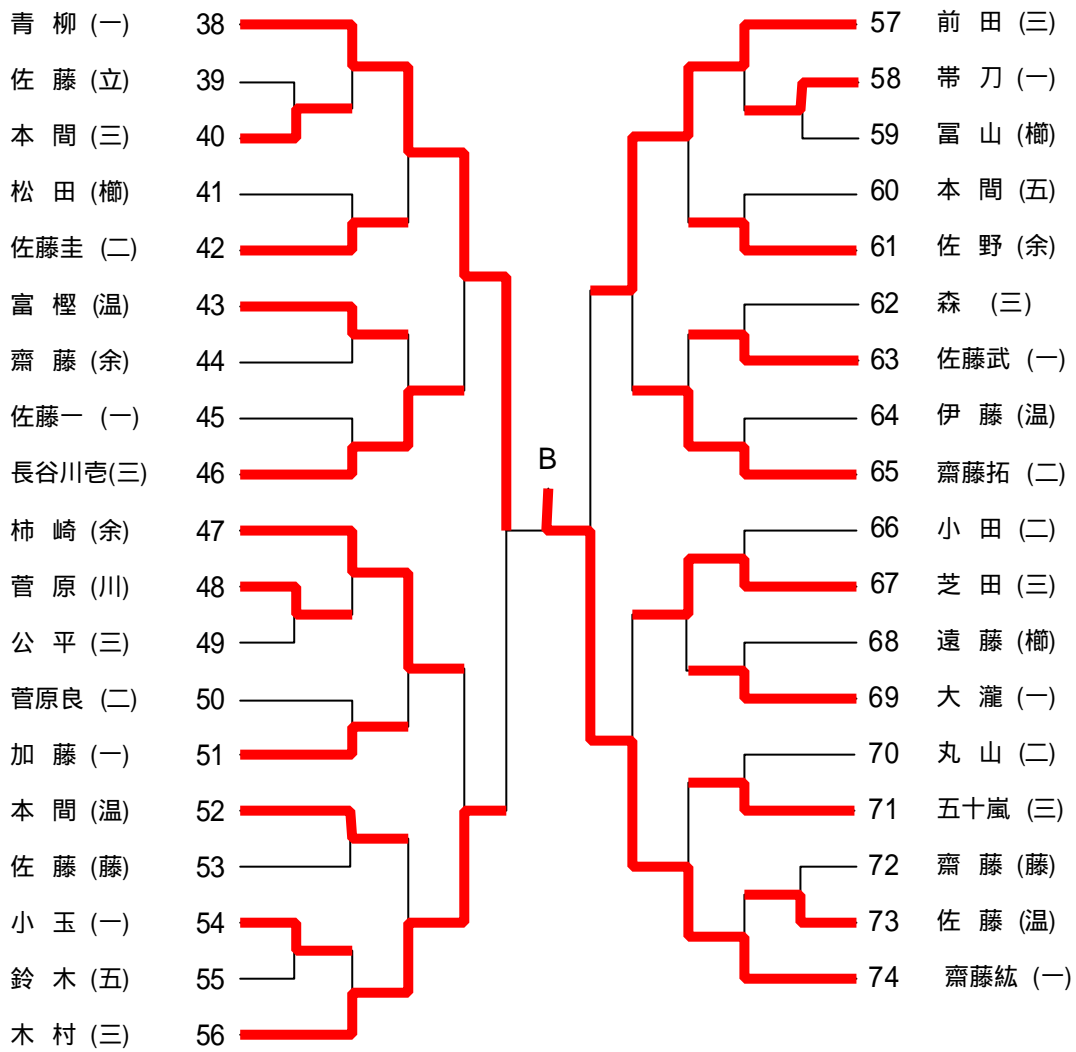 青 柳 (一) 38
佐 藤 (立) 39
本 間 (三) 40
松 田 (櫛) 41
佐藤圭 (二) 42
富 樫 (温) 43
齋 藤 (余) 44
佐藤一 (一) 45
長谷川壱(三) 46
柿 崎 (余) 47
菅 原 (川) 48
公 平 (三) 49
菅原良 (二) 50
加 藤 (一) 51
本 間 (温) 52
佐 藤 (藤) 53
小 玉 (一) 54
鈴 木 (五) 55
木 村 (三) 56
B
57 前 田 (三)
58 帯 刀 (一)
59 冨 山 (櫛)
60 本 間 (五)
61 佐 野 (余)
62 森 (三)
63 佐藤武 (一)
64 伊 藤 (温)
65 齋藤拓 (二)
66 小 田 (二)
67 芝 田 (三)
68 遠 藤 (櫛)
69 大 瀧 (一)
70 丸 山 (二)
71 五十嵐 (三)
72 齋 藤 (藤)
73 佐 藤 (温)
74 齋藤紘 (一)